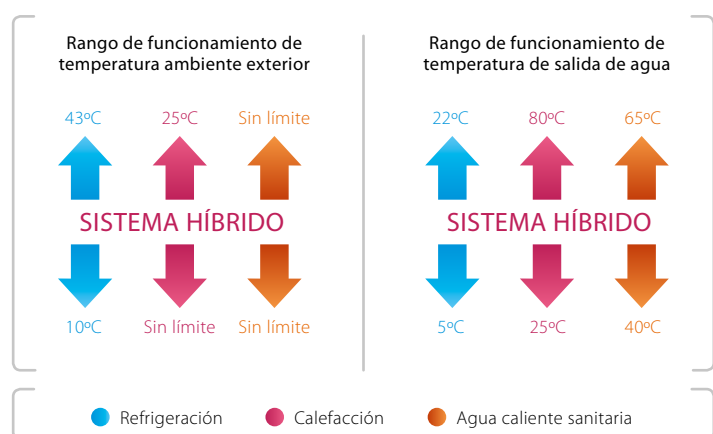 Rango de funcionamiento de
temperatura ambiente exterior
43ºC 25ºC Sin límite
SISTEMA HÍBRIDO
10ºC Sin límite Sin límite
Rango de funcionamiento de
temperatura de salida de agua
22ºC 80ºC 65ºC
SISTEMA HÍBRIDO
5ºC 25ºC 40ºC
Refrigeración Calefacción Agua caliente sanitaria